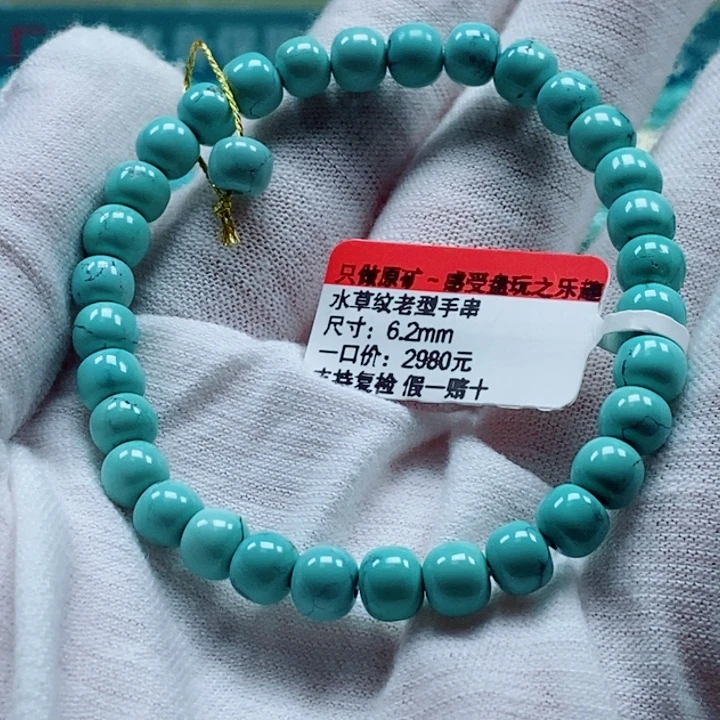 只做原矿～感受盘玩之乐趣
水草纹老型手串
尺寸：6.2mm
一口价：2980元
支持复检 假一赔十